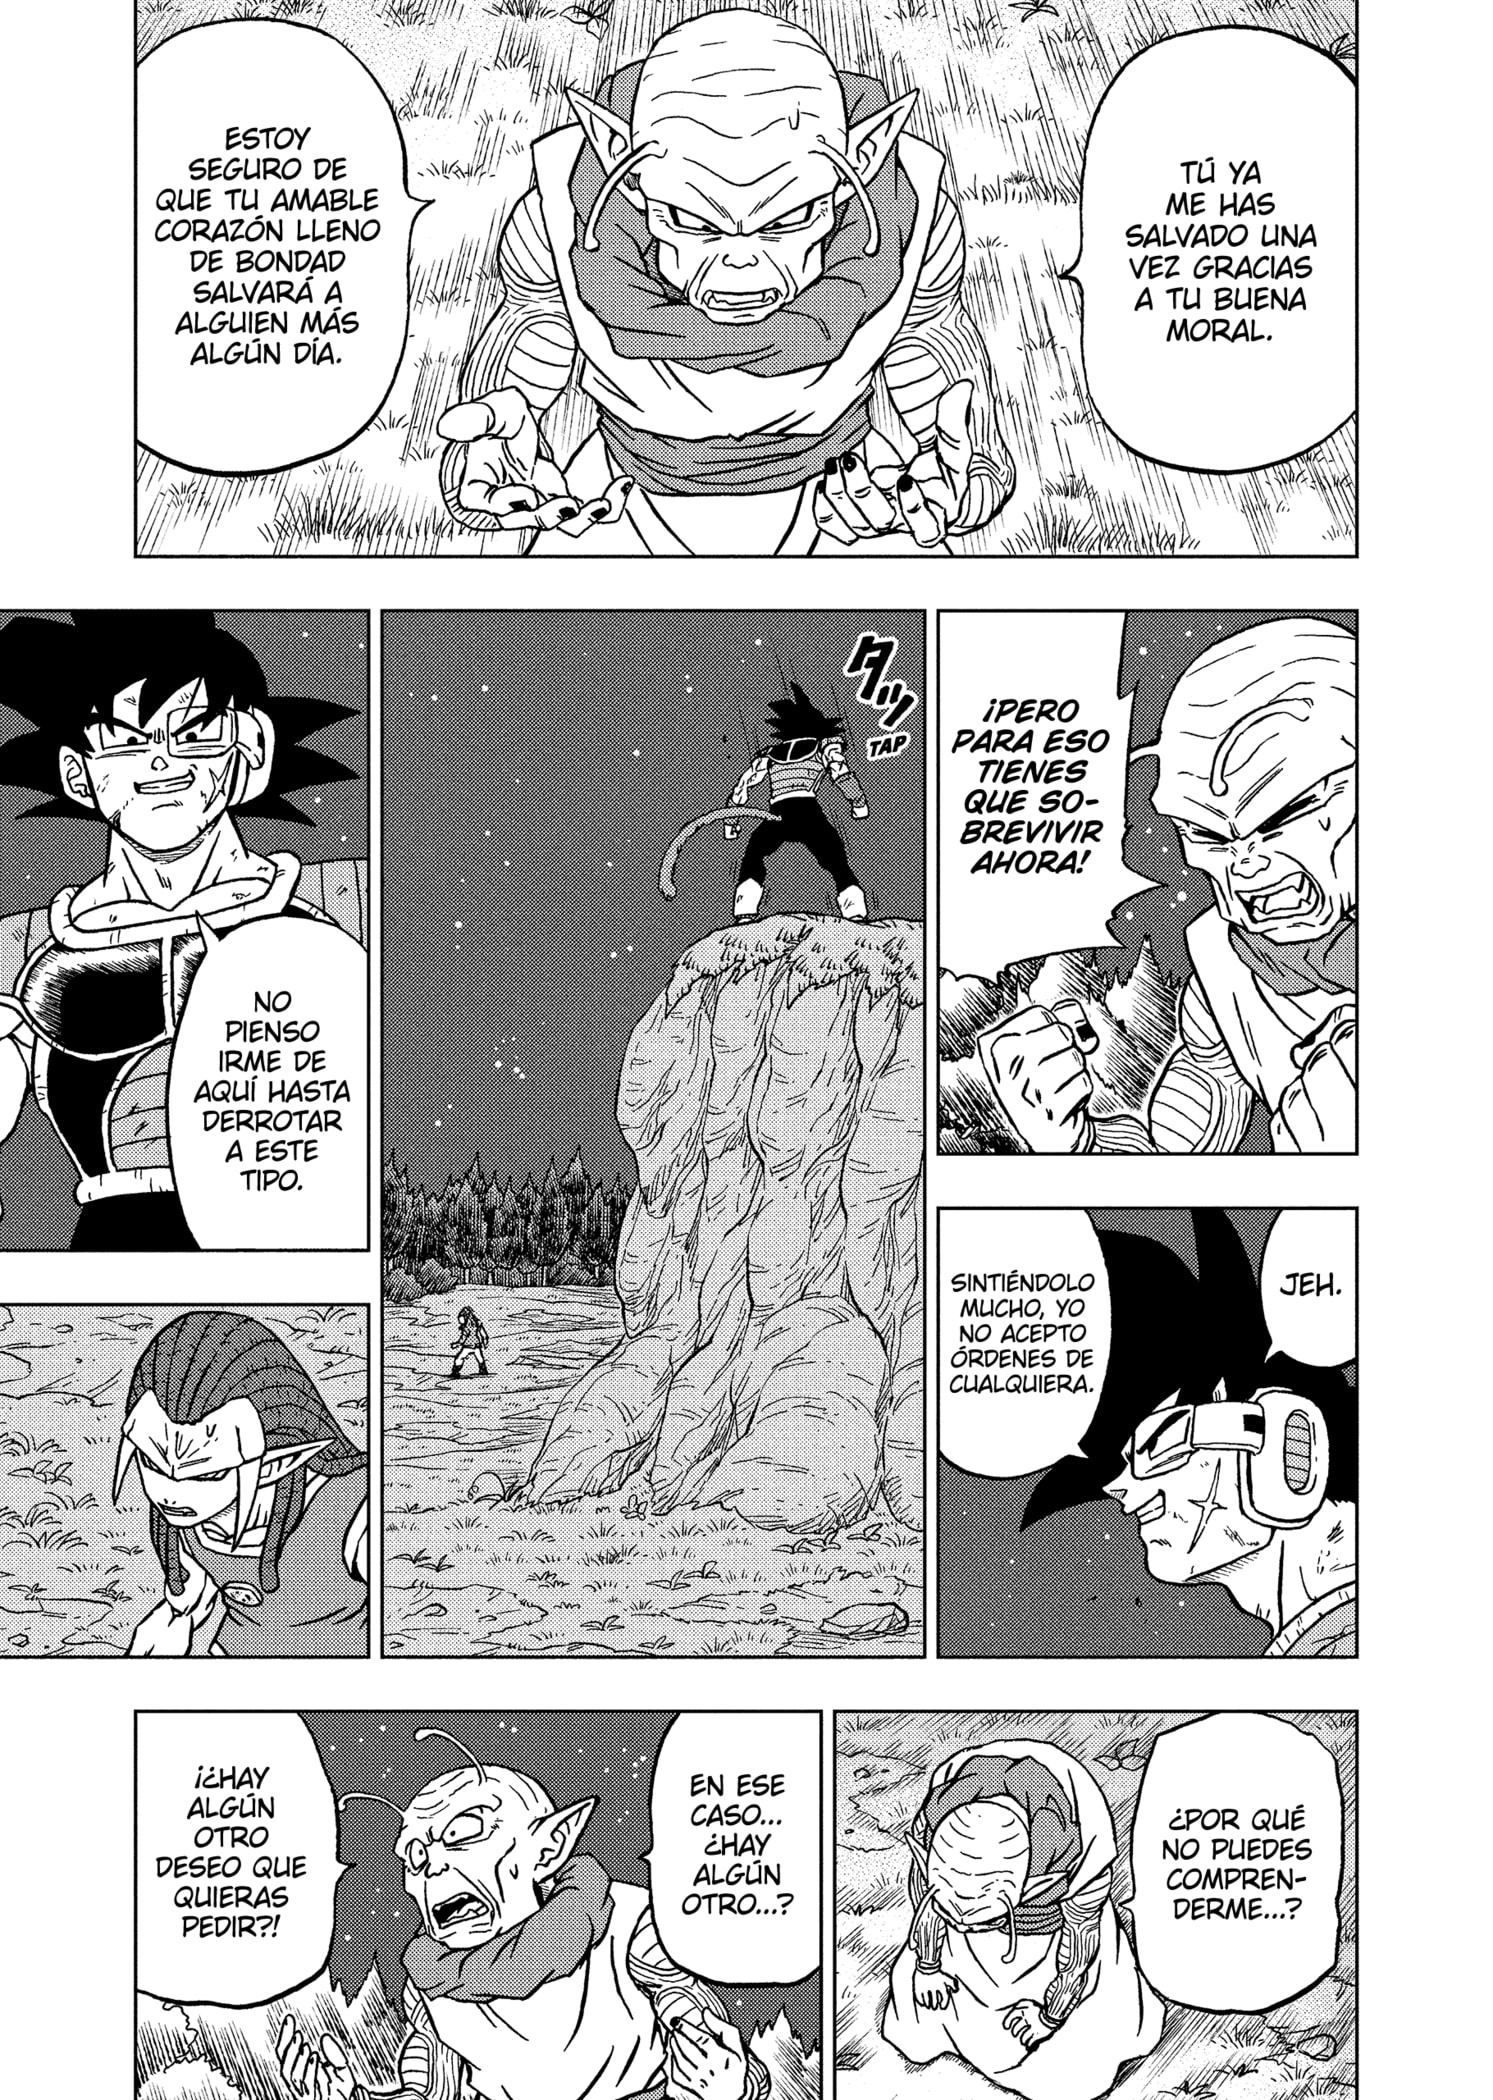 TÚ YA
ME HAS
SALVADO UNA
VEZ GRACIAS
A TU BUENA
MORAL.
ESTOY
SEGURO DE
QUE TU AMABLE
CORAZÓN LLENO
DE BONDAD
SALVARÁ A
ALGUIEN MÁS
ALGÚN DÍA.
¡PERO
PARA ESO
TIENES
QUE SO-
BREVIVIR
AHORA!
JEH.
SINTIÉNDOLO
MUCHO, YO
NO ACEPTO
ÓRDENES DE
CUALQUIERA.
タッ
TAP
NO
PIENSO
IRME DE
AQUÍ HASTA
DERROTAR
A ESTE
TIPO.
¿POR QUÉ
NO PUEDES
COMPREN-
DERME...?
EN ESE
CASO...
¿HAY
ALGÚN
OTRO...?
¡¿HAY
ALGÚN
OTRO
DESEO QUE
QUIERAS
PEDIR?!